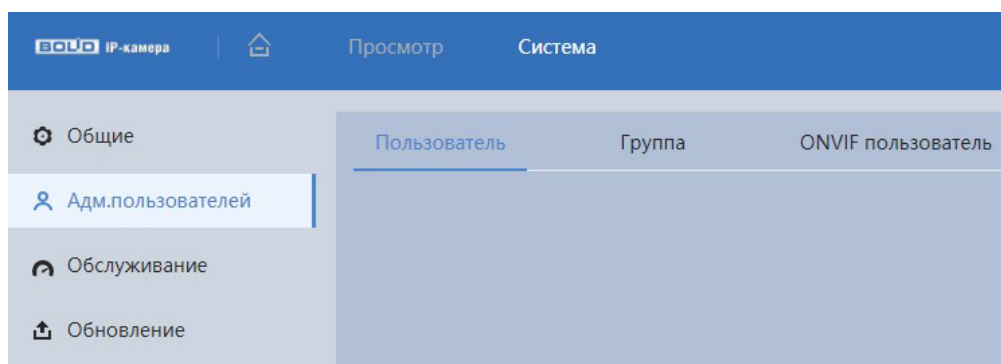 BOLID IP-камера Просмотр Система
Общие
Пользователь Группа ONVIF пользователь
Адм.пользователей
Обслуживание
Обновление